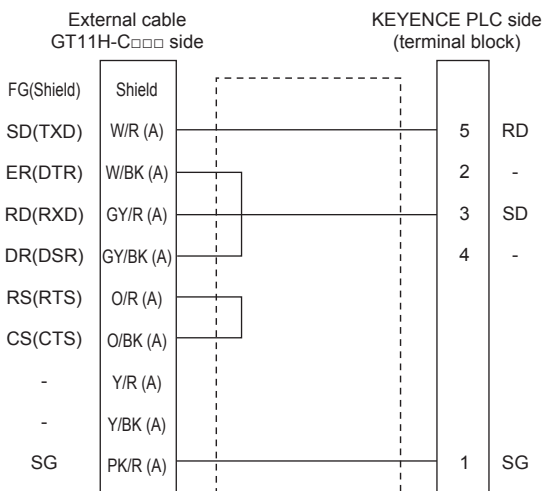 External cable KEYENCE PLC side
GT11H-C□□□ side (terminal block)
FG(Shield) Shield
SD(TXD) W/R (A) 5 RD
ER(DTR) W/BK (A) 2 -
RD(RXD) GY/R (A) 3 SD
DR(DSR) GY/BK (A) 4 -
RS(RTS) O/R (A)
CS(CTS) O/BK (A)
- Y/R (A)
- Y/BK (A)
SG PK/R (A) 1 SG